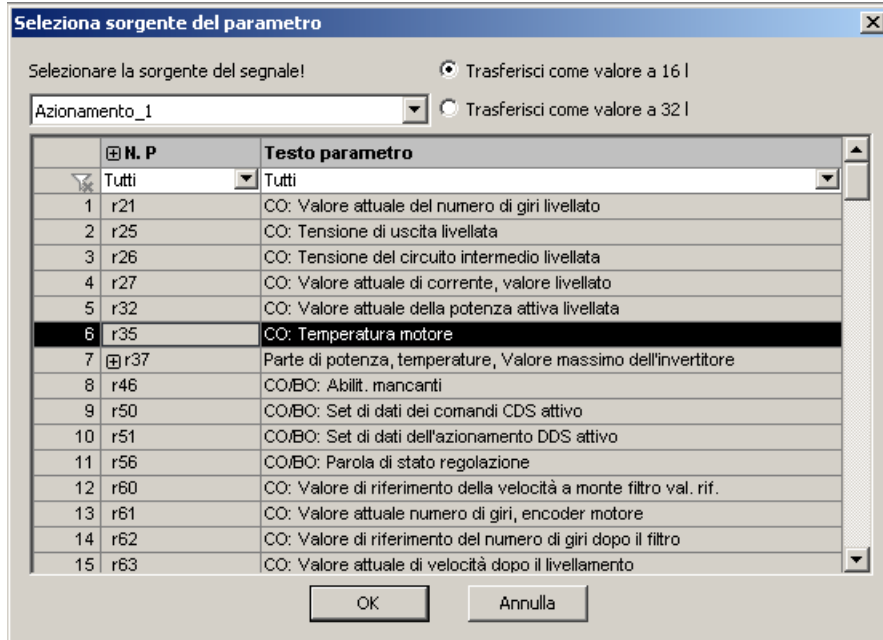 Seleziona sorgente del parametro
Selezionare la sorgente del segnale!
Trasferisci come valore a 16 l
Azionamento_1
Trasferisci come valore a 32 l
N. P Testo parametro
Tutti Tutti
1 r21 CO: Valore attuale del numero di giri livellato
2 r25 CO: Tensione di uscita livellata
3 r26 CO: Tensione del circuito intermedio livellata
4 r27 CO: Valore attuale di corrente, valore livellato
5 r32 CO: Valore attuale della potenza attiva livellata
6 r35 CO: Temperatura motore
7 r37 Parte di potenza, temperature, Valore massimo dell'invertitore
8 r46 CO/BO: Abilit. mancanti
9 r50 CO/BO: Set di dati dei comandi CDS attivo
10 r51 CO/BO: Set di dati dell'azionamento DDS attivo
11 r56 CO/BO: Parola di stato regolazione
12 r60 CO: Valore di riferimento della velocità a monte filtro val. rif.
13 r61 CO: Valore attuale numero di giri, encoder motore
14 r62 CO: Valore di riferimento del numero di giri dopo il filtro
15 r63 CO: Valore attuale di velocità dopo il livellamento
OK Annulla